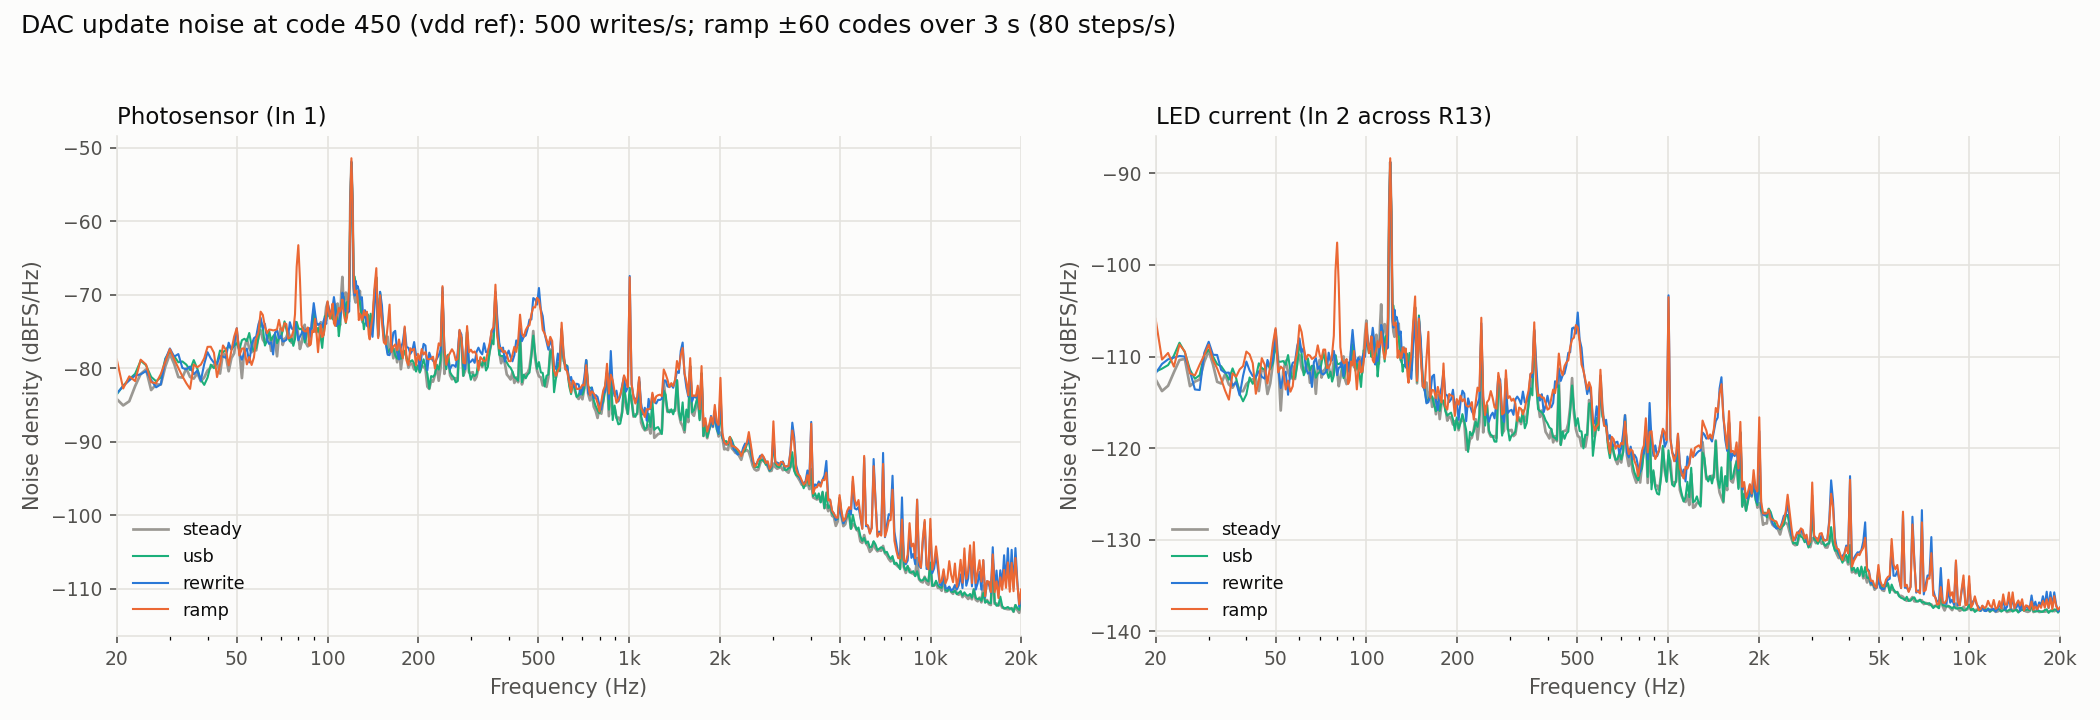 DAC update noise at code 450 (vdd ref): 500 writes/s; ramp ±60 codes over 3 s (80 steps/s)
Photosensor (In 1)
Noise density (dBFS/Hz)
−50
−60
−70
−80
−90
−100
−110
steady
usb
rewrite
ramp
20 50 100 200 500 1k 2k 5k 10k 20k
Frequency (Hz)
LED current (In 2 across R13)
Noise density (dBFS/Hz)
−90
−100
−110
−120
−130
−140
steady
usb
rewrite
ramp
20 50 100 200 500 1k 2k 5k 10k 20k
Frequency (Hz)